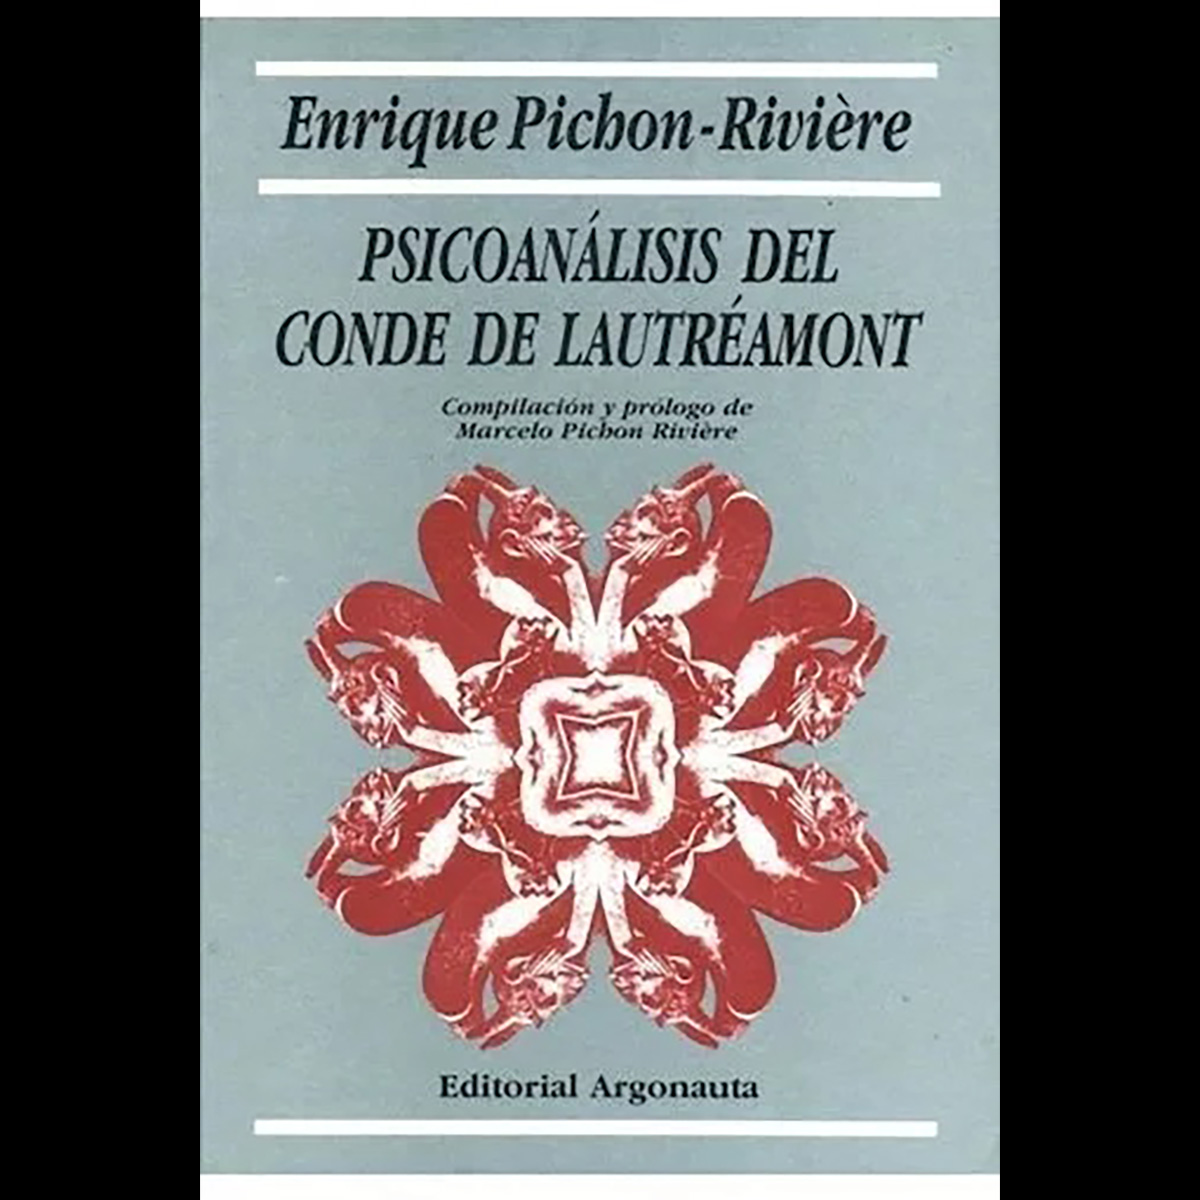 Enrique Pichon-Rivière
PSICOANÁLISIS DEL
CONDE DE LAUTRÉAMONT
Compilación y prólogo de
Marcelo Pichon Rivière
Editorial Argonauta